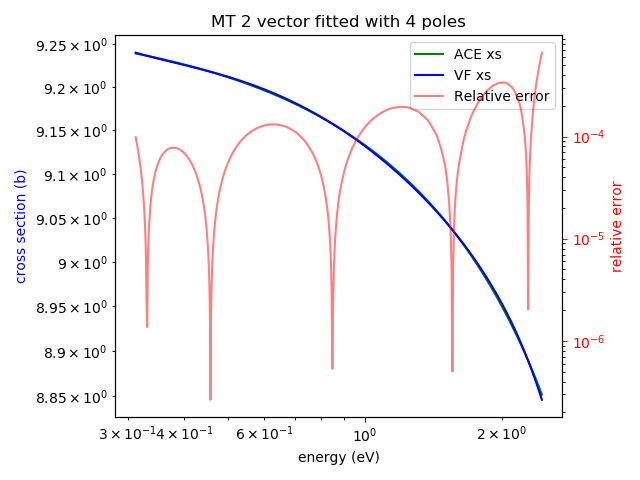 MT 2 vector fitted with 4 poles
ACE xs
VF xs
Relative error
9.25 × 10⁰
9.2 × 10⁰
9.15 × 10⁰
9.1 × 10⁰
9.05 × 10⁰
9 × 10⁰
8.95 × 10⁰
8.9 × 10⁰
8.85 × 10⁰
cross section (b)
10⁻⁴
10⁻⁵
10⁻⁶
relative error
3 × 10⁻¹ 4 × 10⁻¹ 6 × 10⁻¹ 10⁰ 2 × 10⁰
energy (eV)